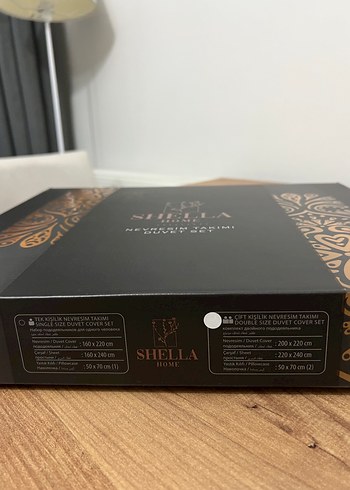 SHELLA
HOME
NEVRESİM TAKIMI
DUVET SET
TEK KİŞİLİK NEVRESİM TAKIMI
SINGLE SIZE DUVET COVER SET
Nevresim / Duvet Cover
: 160 x 220 cm
Çarşaf / Sheet
: 160 x 240 cm
Yastık Kılıfı / Pillowcase
: 50 x 70 cm (1)
SHELLA
HOME
ÇİFT KİŞİLİK NEVRESİM TAKIMI
DOUBLE SIZE DUVET COVER SET
Nevresim / Duvet Cover
: 200 x 220 cm
Çarşaf / Sheet
: 220 x 240 cm
Yastık Kılıfı / Pillowcase
: 50 x 70 cm (2)